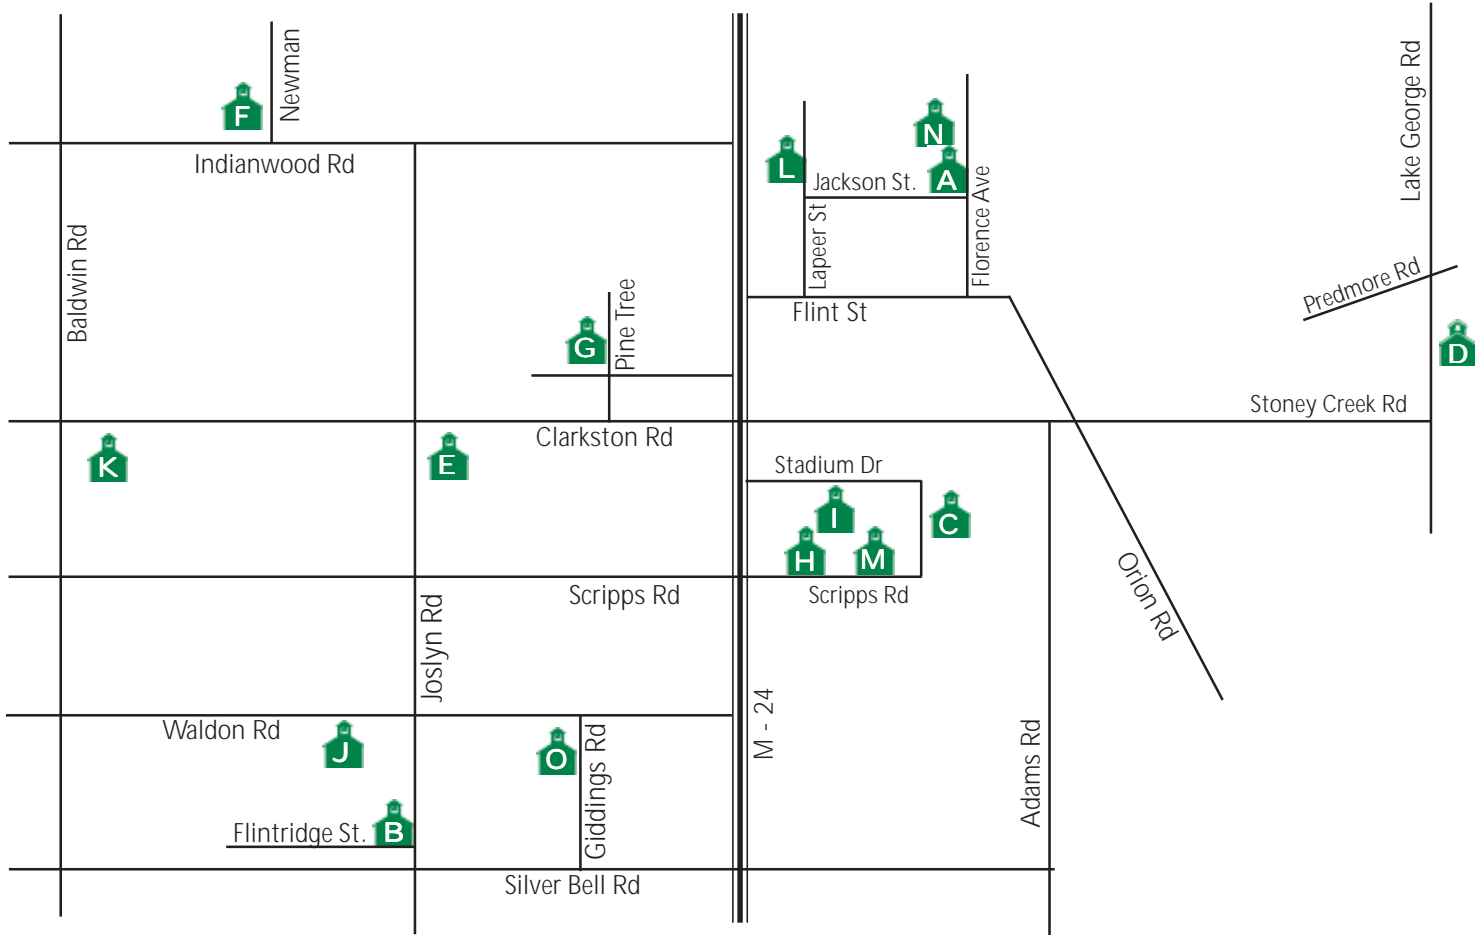 Newman
F
Indianwood Rd
Baldwin Rd
N
L
A
Jackson St.
Lapeer St
Florence Ave
Lake George Rd
Predmore Rd
Flint St
Pine Tree
G
D
Stoney Creek Rd
Clarkston Rd
K
E
Stadium Dr
I
C
H
M
Scripps Rd
Scripps Rd
Orion Rd
Joslyn Rd
M - 24
Waldon Rd
J
O
Giddings Rd
Adams Rd
Flintridge St.
B
Silver Bell Rd